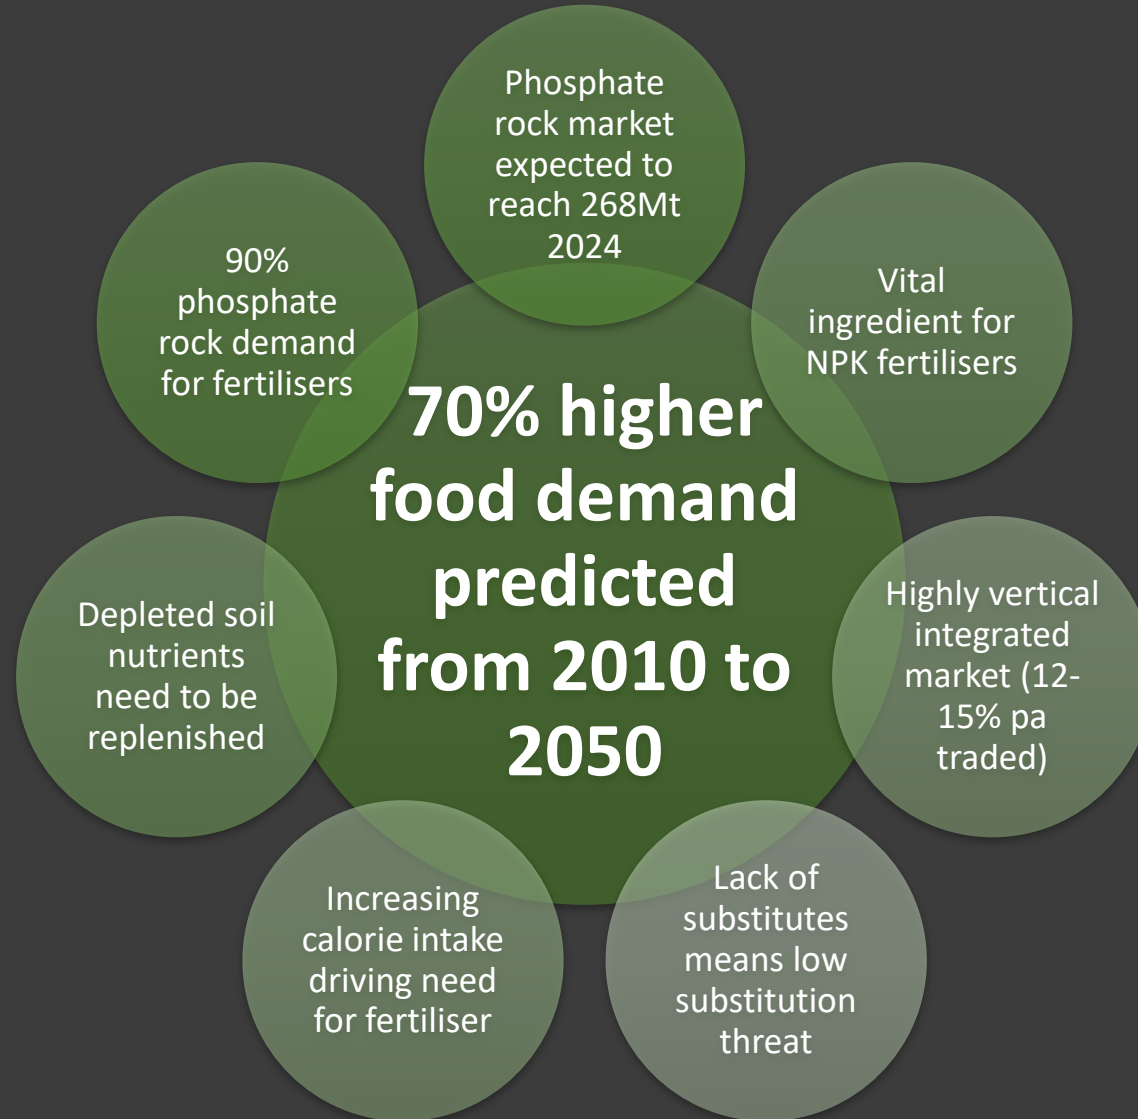 Phosphate
rock market
expected to
reach 268Mt
2024
Vital
ingredient for
NPK fertilisers
Highly vertical
integrated
market (12-
15% pa
traded)
Lack of
substitutes
means low
substitution
threat
Increasing
calorie intake
driving need
for fertiliser
Depleted soil
nutrients
need to be
replenished
90%
phosphate
rock demand
for fertilisers
70% higher
food demand
predicted
from 2010 to
2050